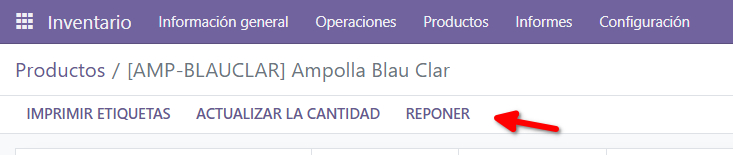 Inventario Información general Operaciones Productos Informes Configuración
Productos / [AMP-BLAUCLAR] Ampolla Blau Clar
IMPRIMIR ETIQUETAS ACTUALIZAR LA CANTIDAD REPONER